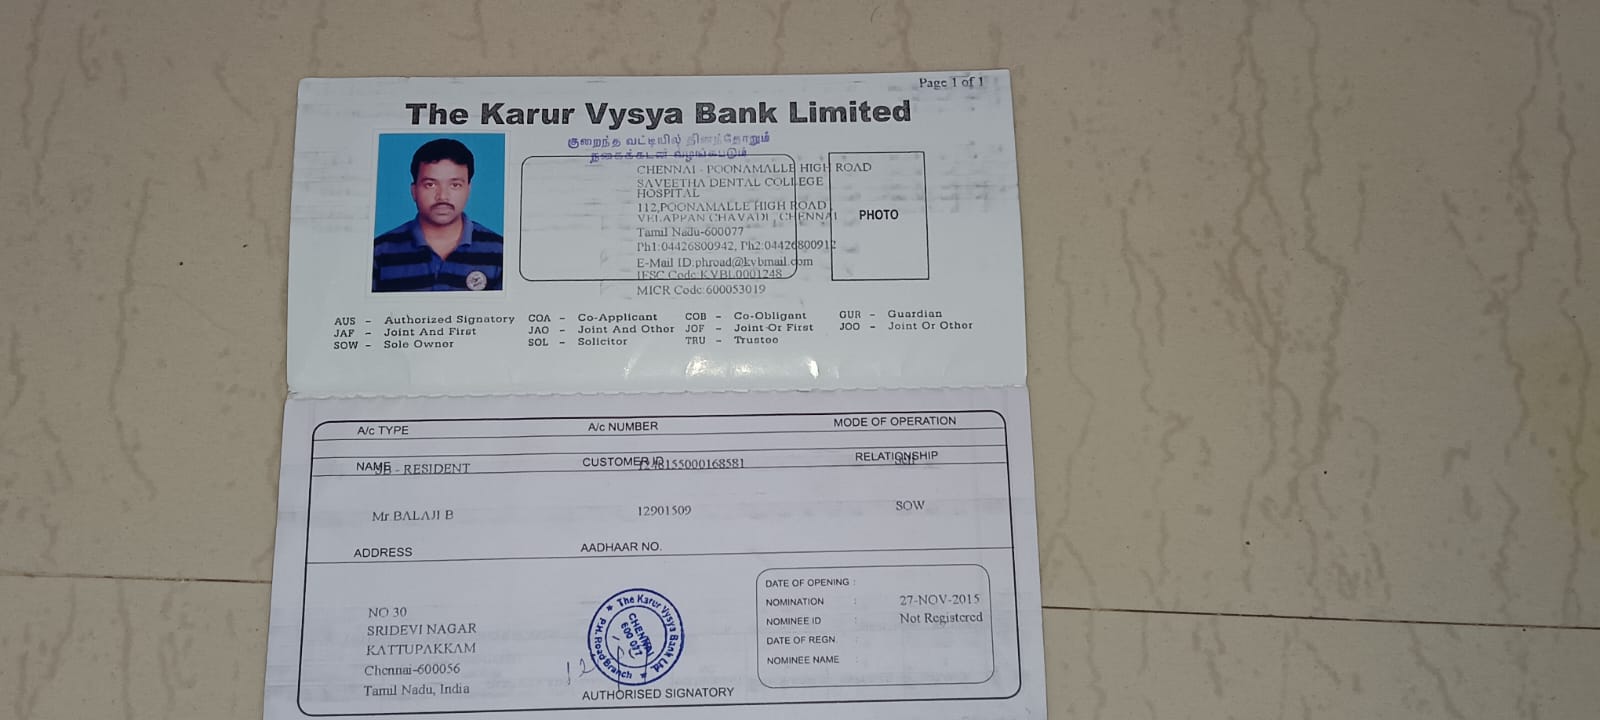 Page 1 of 1
The Karur Vysya Bank Limited
குறைந்த வட்டியில் தினந்தோறும்
நகைக்கடன் வழங்கப்படும்
CHENNAI - POONAMALLE HIGH ROAD
SAVEETHA DENTAL COLLEGE
HOSPITAL
112,POONAMALLE HIGH ROAD
VELAPPAN CHAVADI , CHENNAI
Tamil Nadu-600077
Ph1:04426800942, Ph2:04426800912
E-Mail ID:phroad@kvbmail.com
IFSC Code:KVBL0001248
MICR Code:600053019
PHOTO
AUS - Authorized Signatory COA - Co-Applicant COB - Co-Obligant GUR - Guardian
JAF - Joint And First JAO - Joint And Other JOF - Joint Or First JOO - Joint Or Other
SOW - Sole Owner SOL - Solicitor TRU - Trustee
A/c TYPE A/c NUMBER MODE OF OPERATION
NAME CUSTOMER ID RELATIONSHIP
SB - RESIDENT 1248155000168581 Self
Mr BALAJI B 12901509 SOW
ADDRESS AADHAAR NO.
NO 30
SRIDEVI NAGAR
KATTUPAKKAM
Chennai-600056
Tamil Nadu, India
The Karur Vysya Bank Ltd.
P.H. Road Branch
CHENNAI
600 077
12
AUTHORISED SIGNATORY
DATE OF OPENING :
NOMINATION : 27-NOV-2015
NOMINEE ID : Not Registered
DATE OF REGN :
NOMINEE NAME :